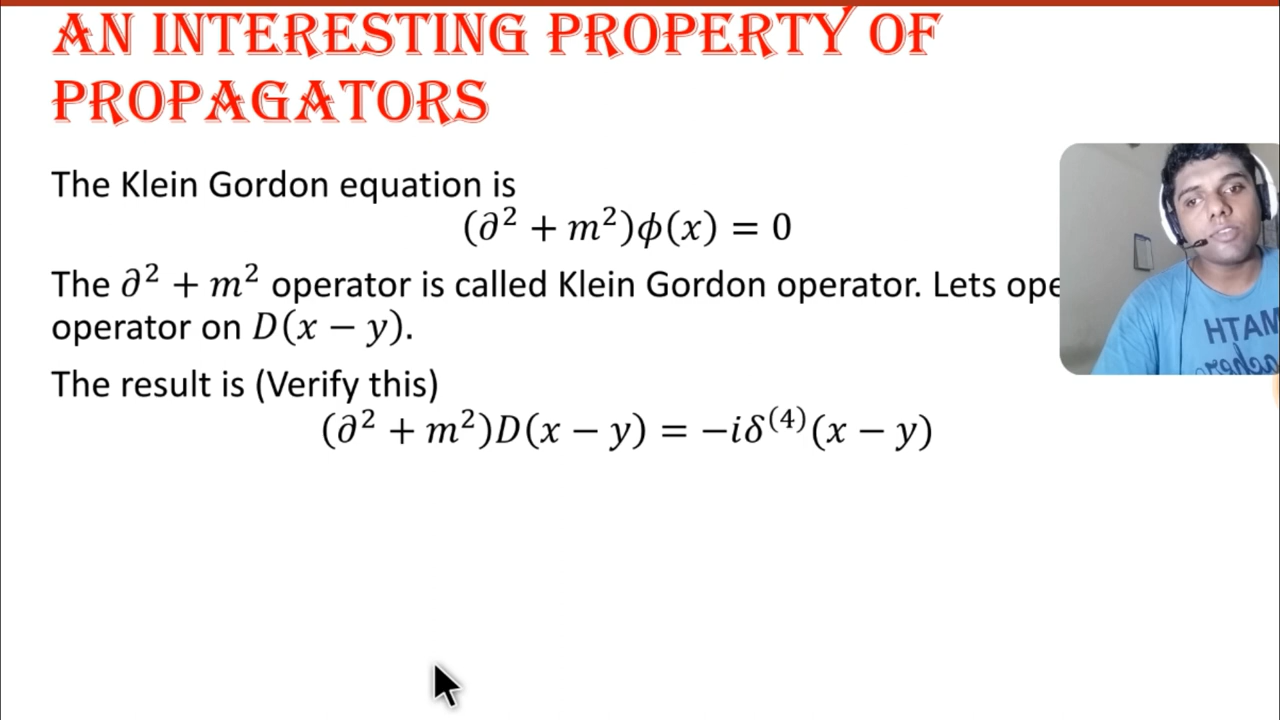 AN INTERESTING PROPERTY OF
PROPAGATORS
The Klein Gordon equation is
(∂² + m²)ϕ(x) = 0
The ∂² + m² operator is called Klein Gordon operator. Lets ope
operator on D(x − y).
The result is (Verify this)
(∂² + m²)D(x − y) = −iδ⁽⁴⁾(x − y)
HTAM